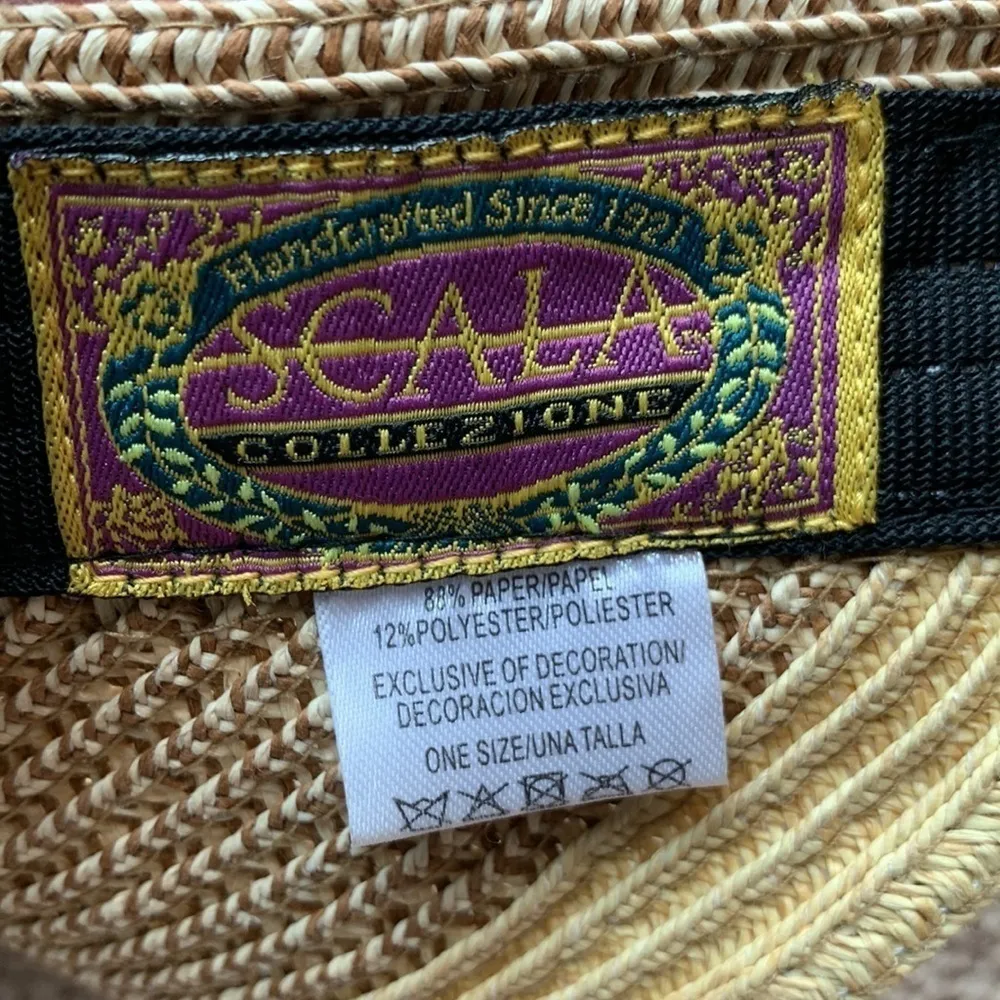 Handcrafted Since 1921
SCALA
COLLEZIONE
88% PAPER/PAPEL
12%POLYESTER/POLIESTER
EXCLUSIVE OF DECORATION/
DECORACION EXCLUSIVA
ONE SIZE/UNA TALLA